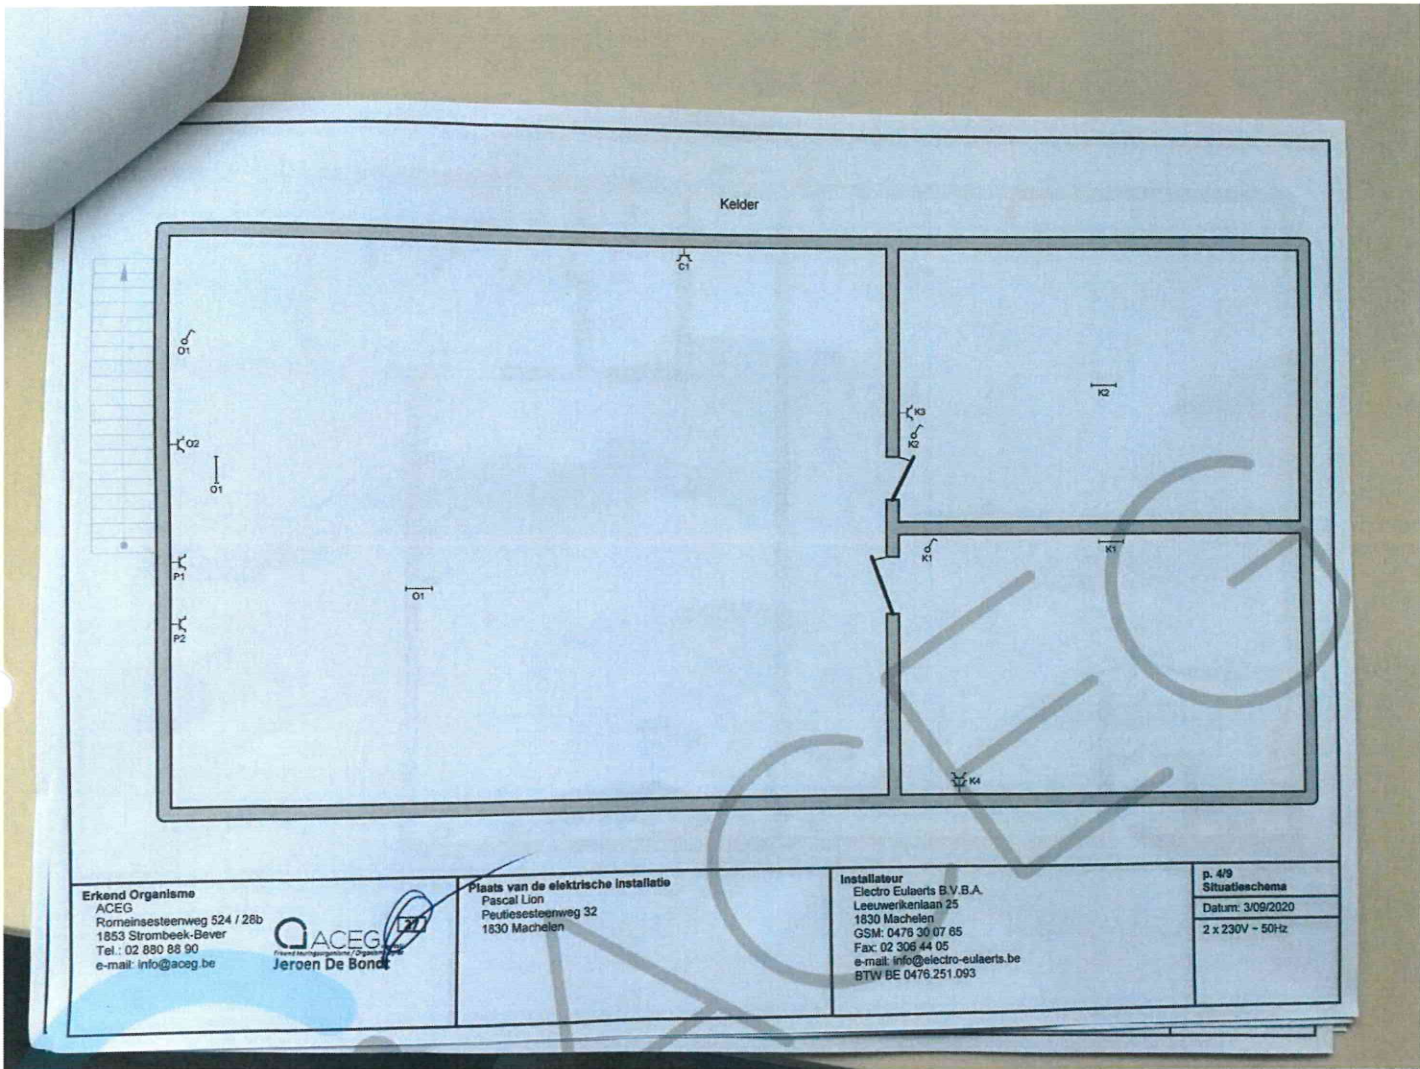 Kelder
C1
O1
K2
K3
K2
O2
O1
K1
K1
P1
O1
P2
K4
Erkend Organisme
ACEG
Romeinsesteenweg 524 / 28b
1853 Strombeek-Bever
Tel.: 02 880 88 90
e-mail: info@aceg.be
ACEG
37
Jeroen De Bondt
Plaats van de elektrische installatie
Pascal Lion
Peutiesesteenweg 32
1830 Machelen
Installateur
Electro Eulaerts B.V.B.A.
Leeuwerikenlaan 25
1830 Machelen
GSM: 0476 30 07 65
Fax: 02 306 44 05
e-mail: info@electro-eulaerts.be
BTW BE 0476.251.093
p. 4/9
Situatieschema
Datum: 3/09/2020
2 x 230V ~ 50Hz
ACEG